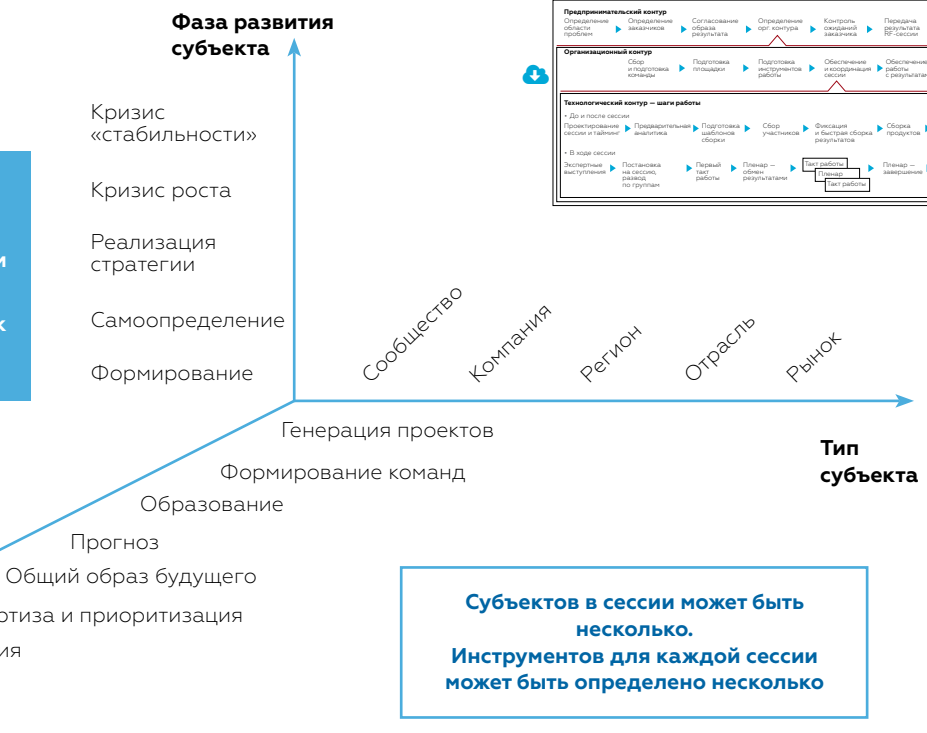 Фаза развития
субъекта
Кризис
«стабильности»
Кризис роста
Реализация
стратегии
Самоопределение
Формирование
Сообщество
Компания
Регион
Отрасль
Рынок
Тип
субъекта
Генерация проектов
Формирование команд
Образование
Прогноз
Общий образ будущего
ртиза и приоритизация
ия
и
к
Субъектов в сессии может быть
несколько.
Инструментов для каждой сессии
может быть определено несколько
Предпринимательский контур
Определение
области
проблем
Определение
заказчиков
Согласование
образа
результата
Определение
орг. контура
Контроль
ожиданий
заказчика
Передача
результата
RF-сессии
Организационный контур
Сбор
и подготовка
команды
Подготовка
площадки
Подготовка
инструментов
работы
Обеспечение
и координация
сессии
Обеспечение
работы
с результатам
Технологический контур — шаги работы
• До и после сессии
Проектирование
сессии и тайминг
Предварительная
аналитика
Подготовка
шаблонов
сборки
Сбор
участников
Фиксация
и быстрая сборка
результатов
Сборка
продуктов
• В ходе сессии
Экспертные
выступления
Постановка
на сессию,
развод
по группам
Первый
такт
работы
Пленар —
обмен
результатами
Такт работы
Пленар
Такт работы
Пленар —
завершение